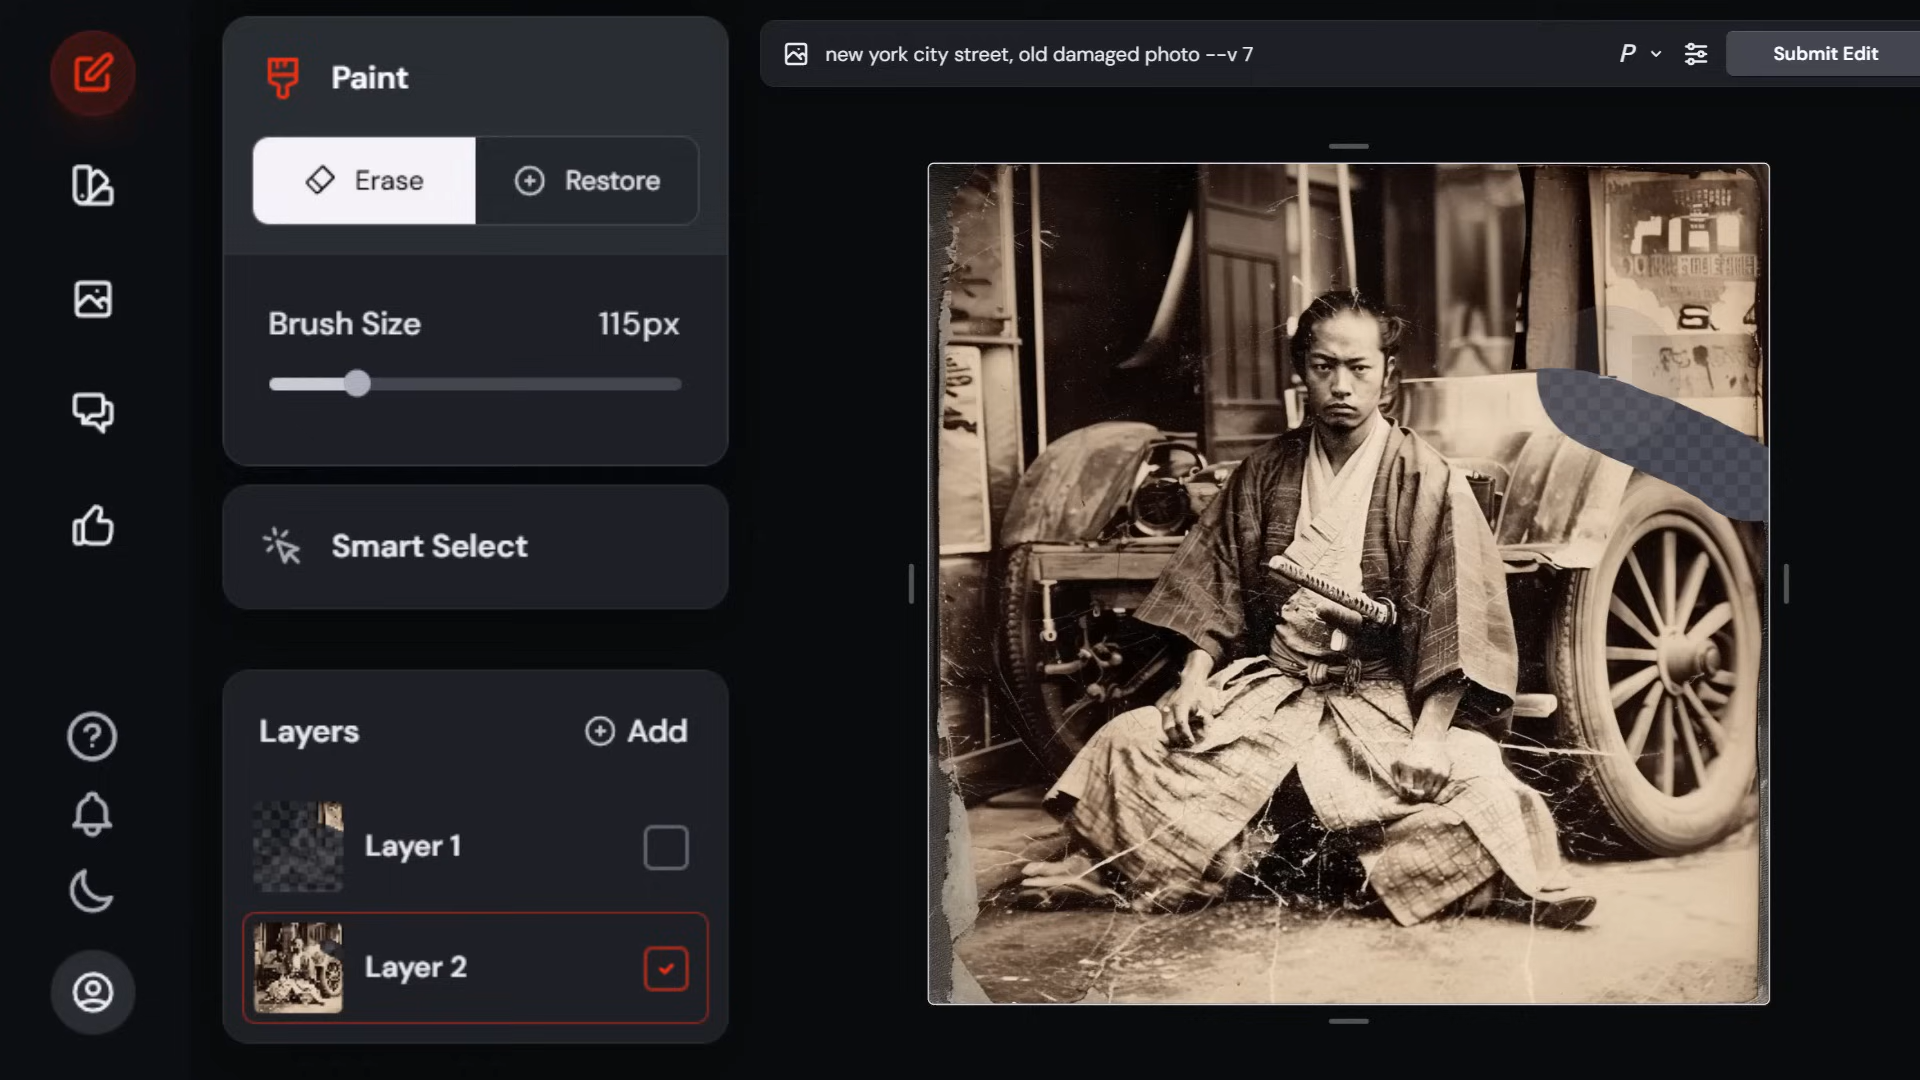 new york city street, old damaged photo --v 7
P
Submit Edit
Paint
Erase
Restore
Brush Size
115px
Smart Select
Layers
Add
Layer 1
Layer 2